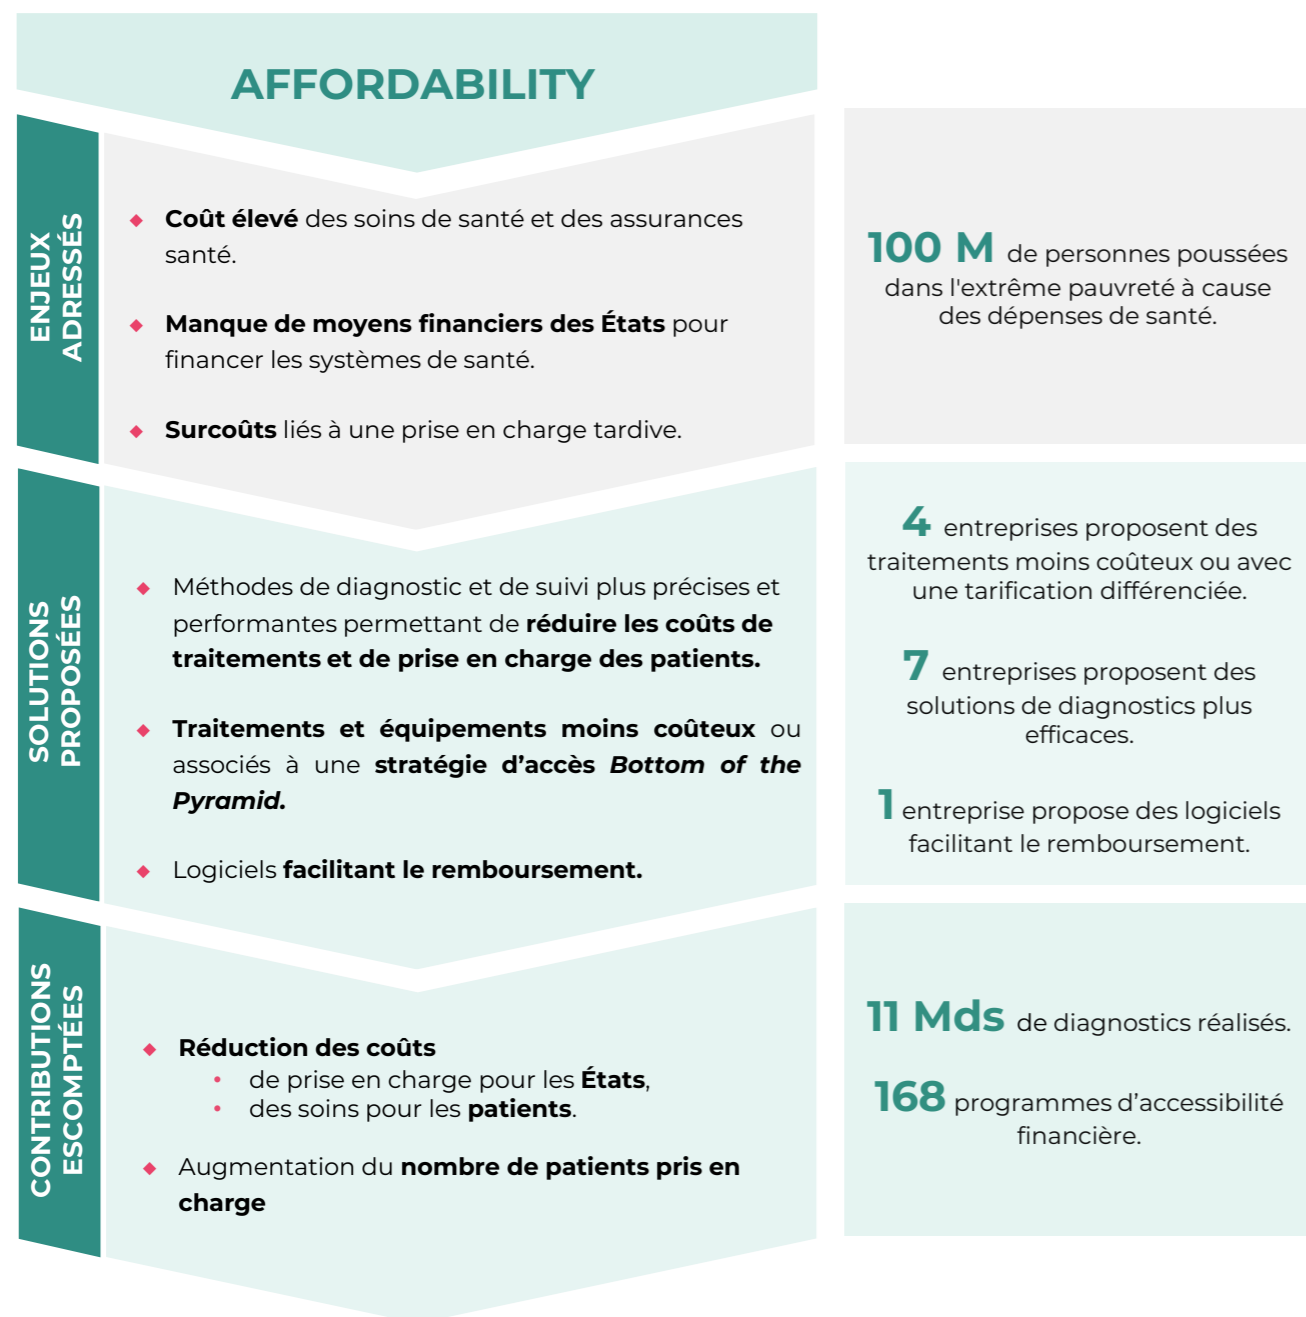 AFFORDABILITY
ENJEUX
ADRESSÉS
Coût élevé des soins de santé et des assurances
santé.
Manque de moyens financiers des États pour
financer les systèmes de santé.
Surcoûts liés à une prise en charge tardive.
100 M de personnes poussées
dans l'extrême pauvreté à cause
des dépenses de santé.
SOLUTIONS
PROPOSÉES
Méthodes de diagnostic et de suivi plus précises et
performantes permettant de réduire les coûts de
traitements et de prise en charge des patients.
Traitements et équipements moins coûteux ou
associés à une stratégie d’accès Bottom of the
Pyramid.
Logiciels facilitant le remboursement.
4 entreprises proposent des
traitements moins coûteux ou avec
une tarification différenciée.
7 entreprises proposent des
solutions de diagnostics plus
efficaces.
1 entreprise propose des logiciels
facilitant le remboursement.
CONTRIBUTIONS
ESCOMPTÉES
Réduction des coûts
de prise en charge pour les États,
des soins pour les patients.
Augmentation du nombre de patients pris en
charge
11 Mds de diagnostics réalisés.
168 programmes d’accessibilité
financière.